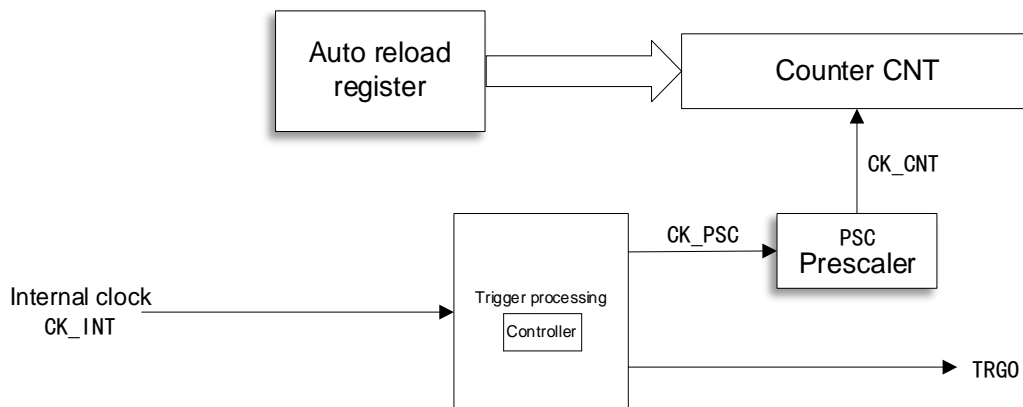 Auto reload
register
Counter CNT
CK_CNT
CK_PSC
PSC
Prescaler
Internal clock
CK_INT
Trigger processing
Controller
TRGO